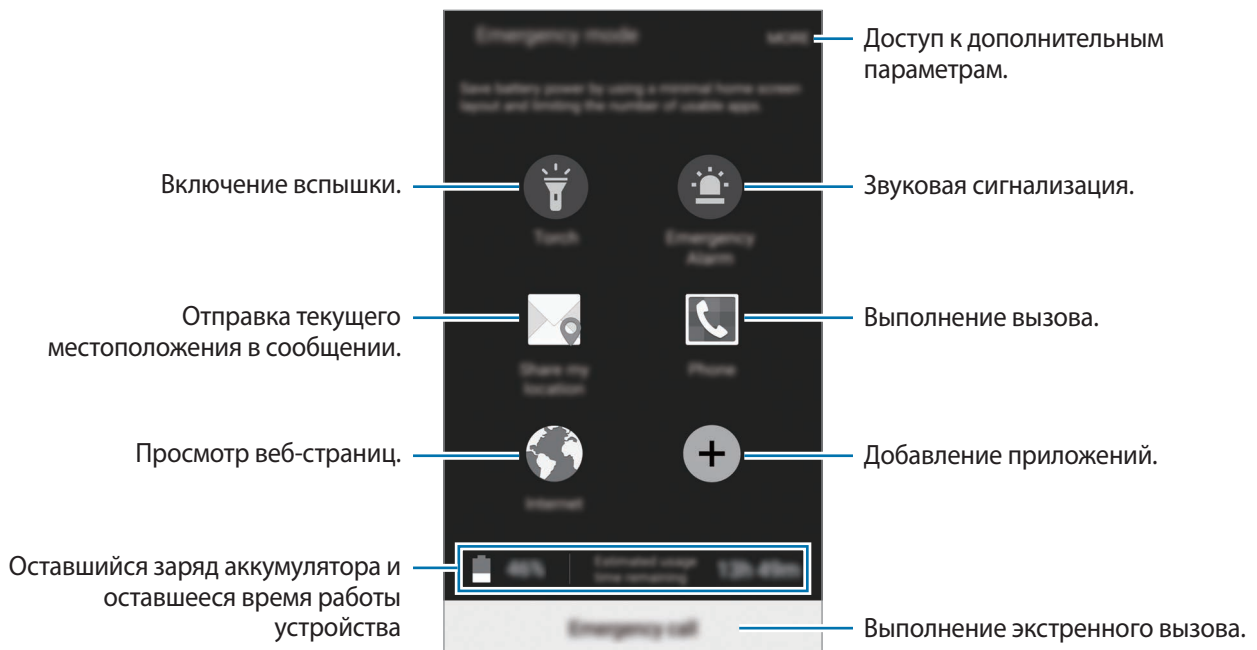 Emergency mode
MORE
Доступ к дополнительным
параметрам.
Save battery power by using a minimal home screen
layout and limiting the number of usable apps.
Включение вспышки.
Звуковая сигнализация.
Torch
Emergency
Alarm
Отправка текущего
местоположения в сообщении.
Выполнение вызова.
Share my
location
Phone
Просмотр веб-страниц.
Добавление приложений.
Internet
Оставшийся заряд аккумулятора и
оставшееся время работы
устройства
46%
Estimated usage
time remaining
13h 49m
Emergency call
Выполнение экстренного вызова.